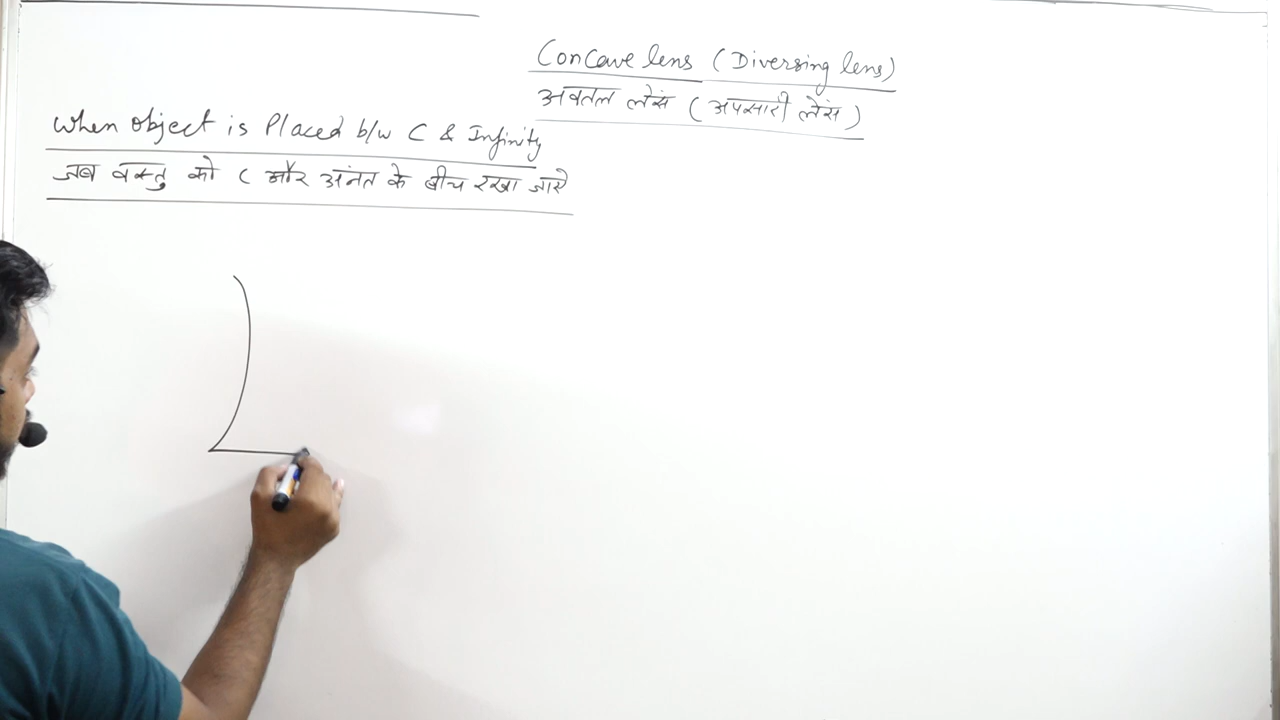 Concave lens (Diversing lens)
अवतल लेंस (अपसारी लेंस)
When object is Placed b/w C & Infinity
जब वस्तु को C और अनंत के बीच रखा जाये